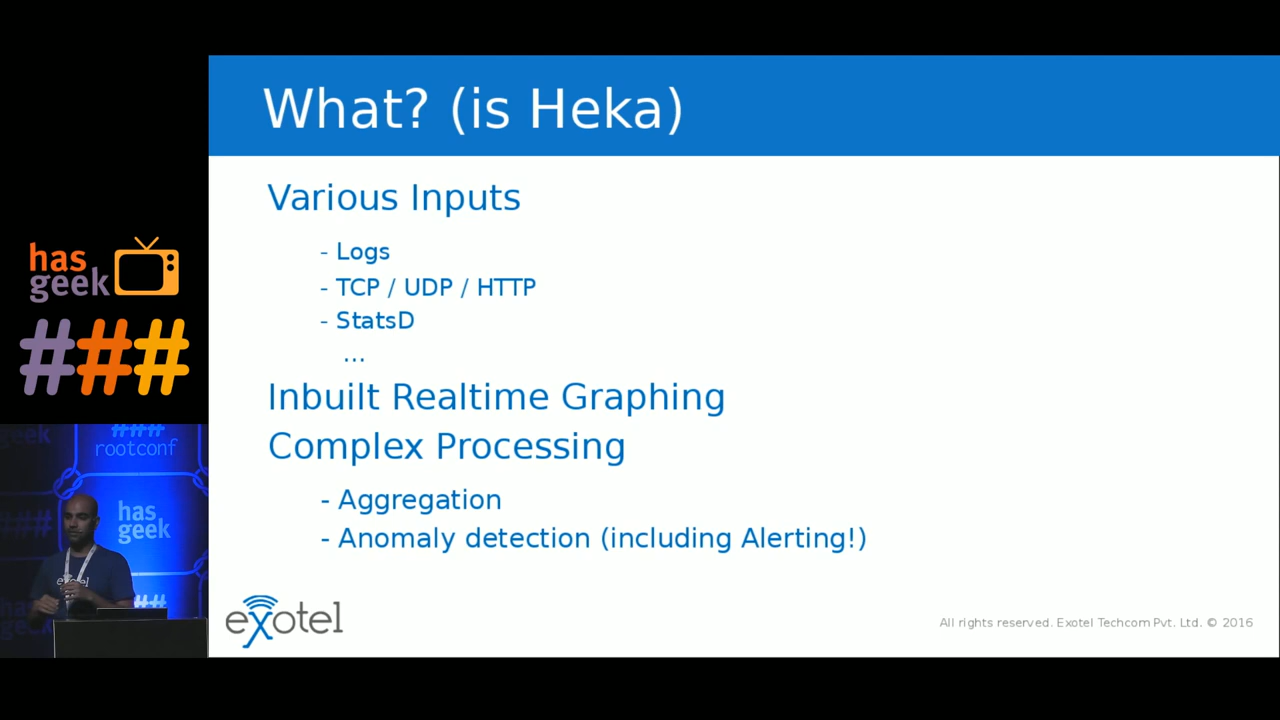 What? (is Heka)
Various Inputs
- Logs
- TCP / UDP / HTTP
- StatsD
...
Inbuilt Realtime Graphing
Complex Processing
- Aggregation
- Anomaly detection (including Alerting!)
exotel
All rights reserved. Exotel Techcom Pvt. Ltd. © 2016
has
geek
###
###
rootconf
has
geek
exotel